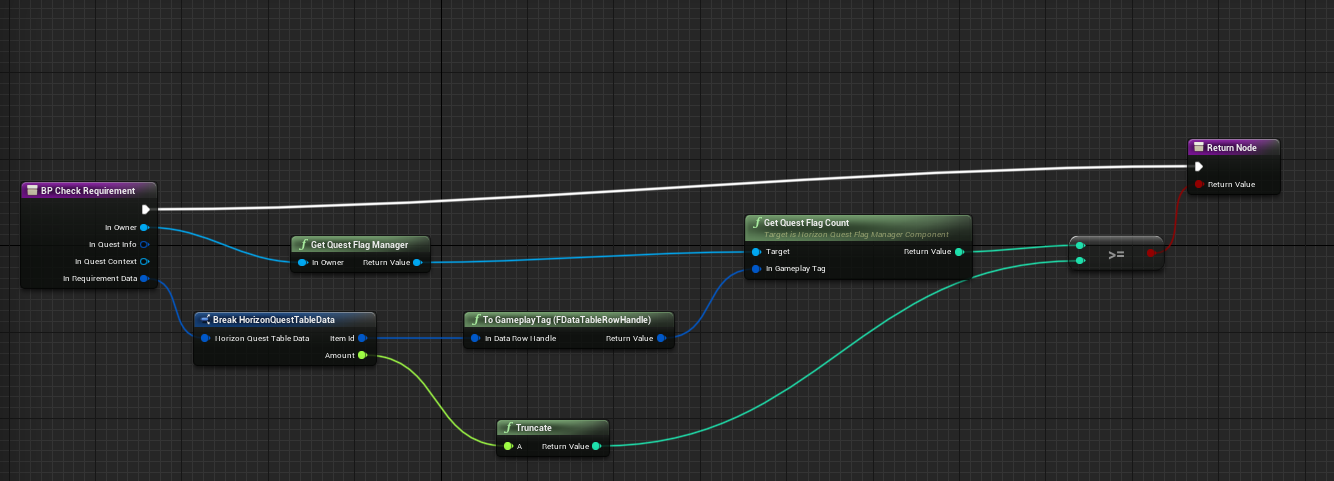 BP Check Requirement
In Owner
In Quest Info
In Quest Context
In Requirement Data
Get Quest Flag Manager
In Owner Return Value
Break HorizonQuestTableData
Horizon Quest Table Data Item Id
Amount
To GameplayTag (FDataTableRowHandle)
In Data Row Handle Return Value
Truncate
A Return Value
Get Quest Flag Count
Target is Horizon Quest Flag Manager Component
Target Return Value
In Gameplay Tag
>=
Return Node
Return Value